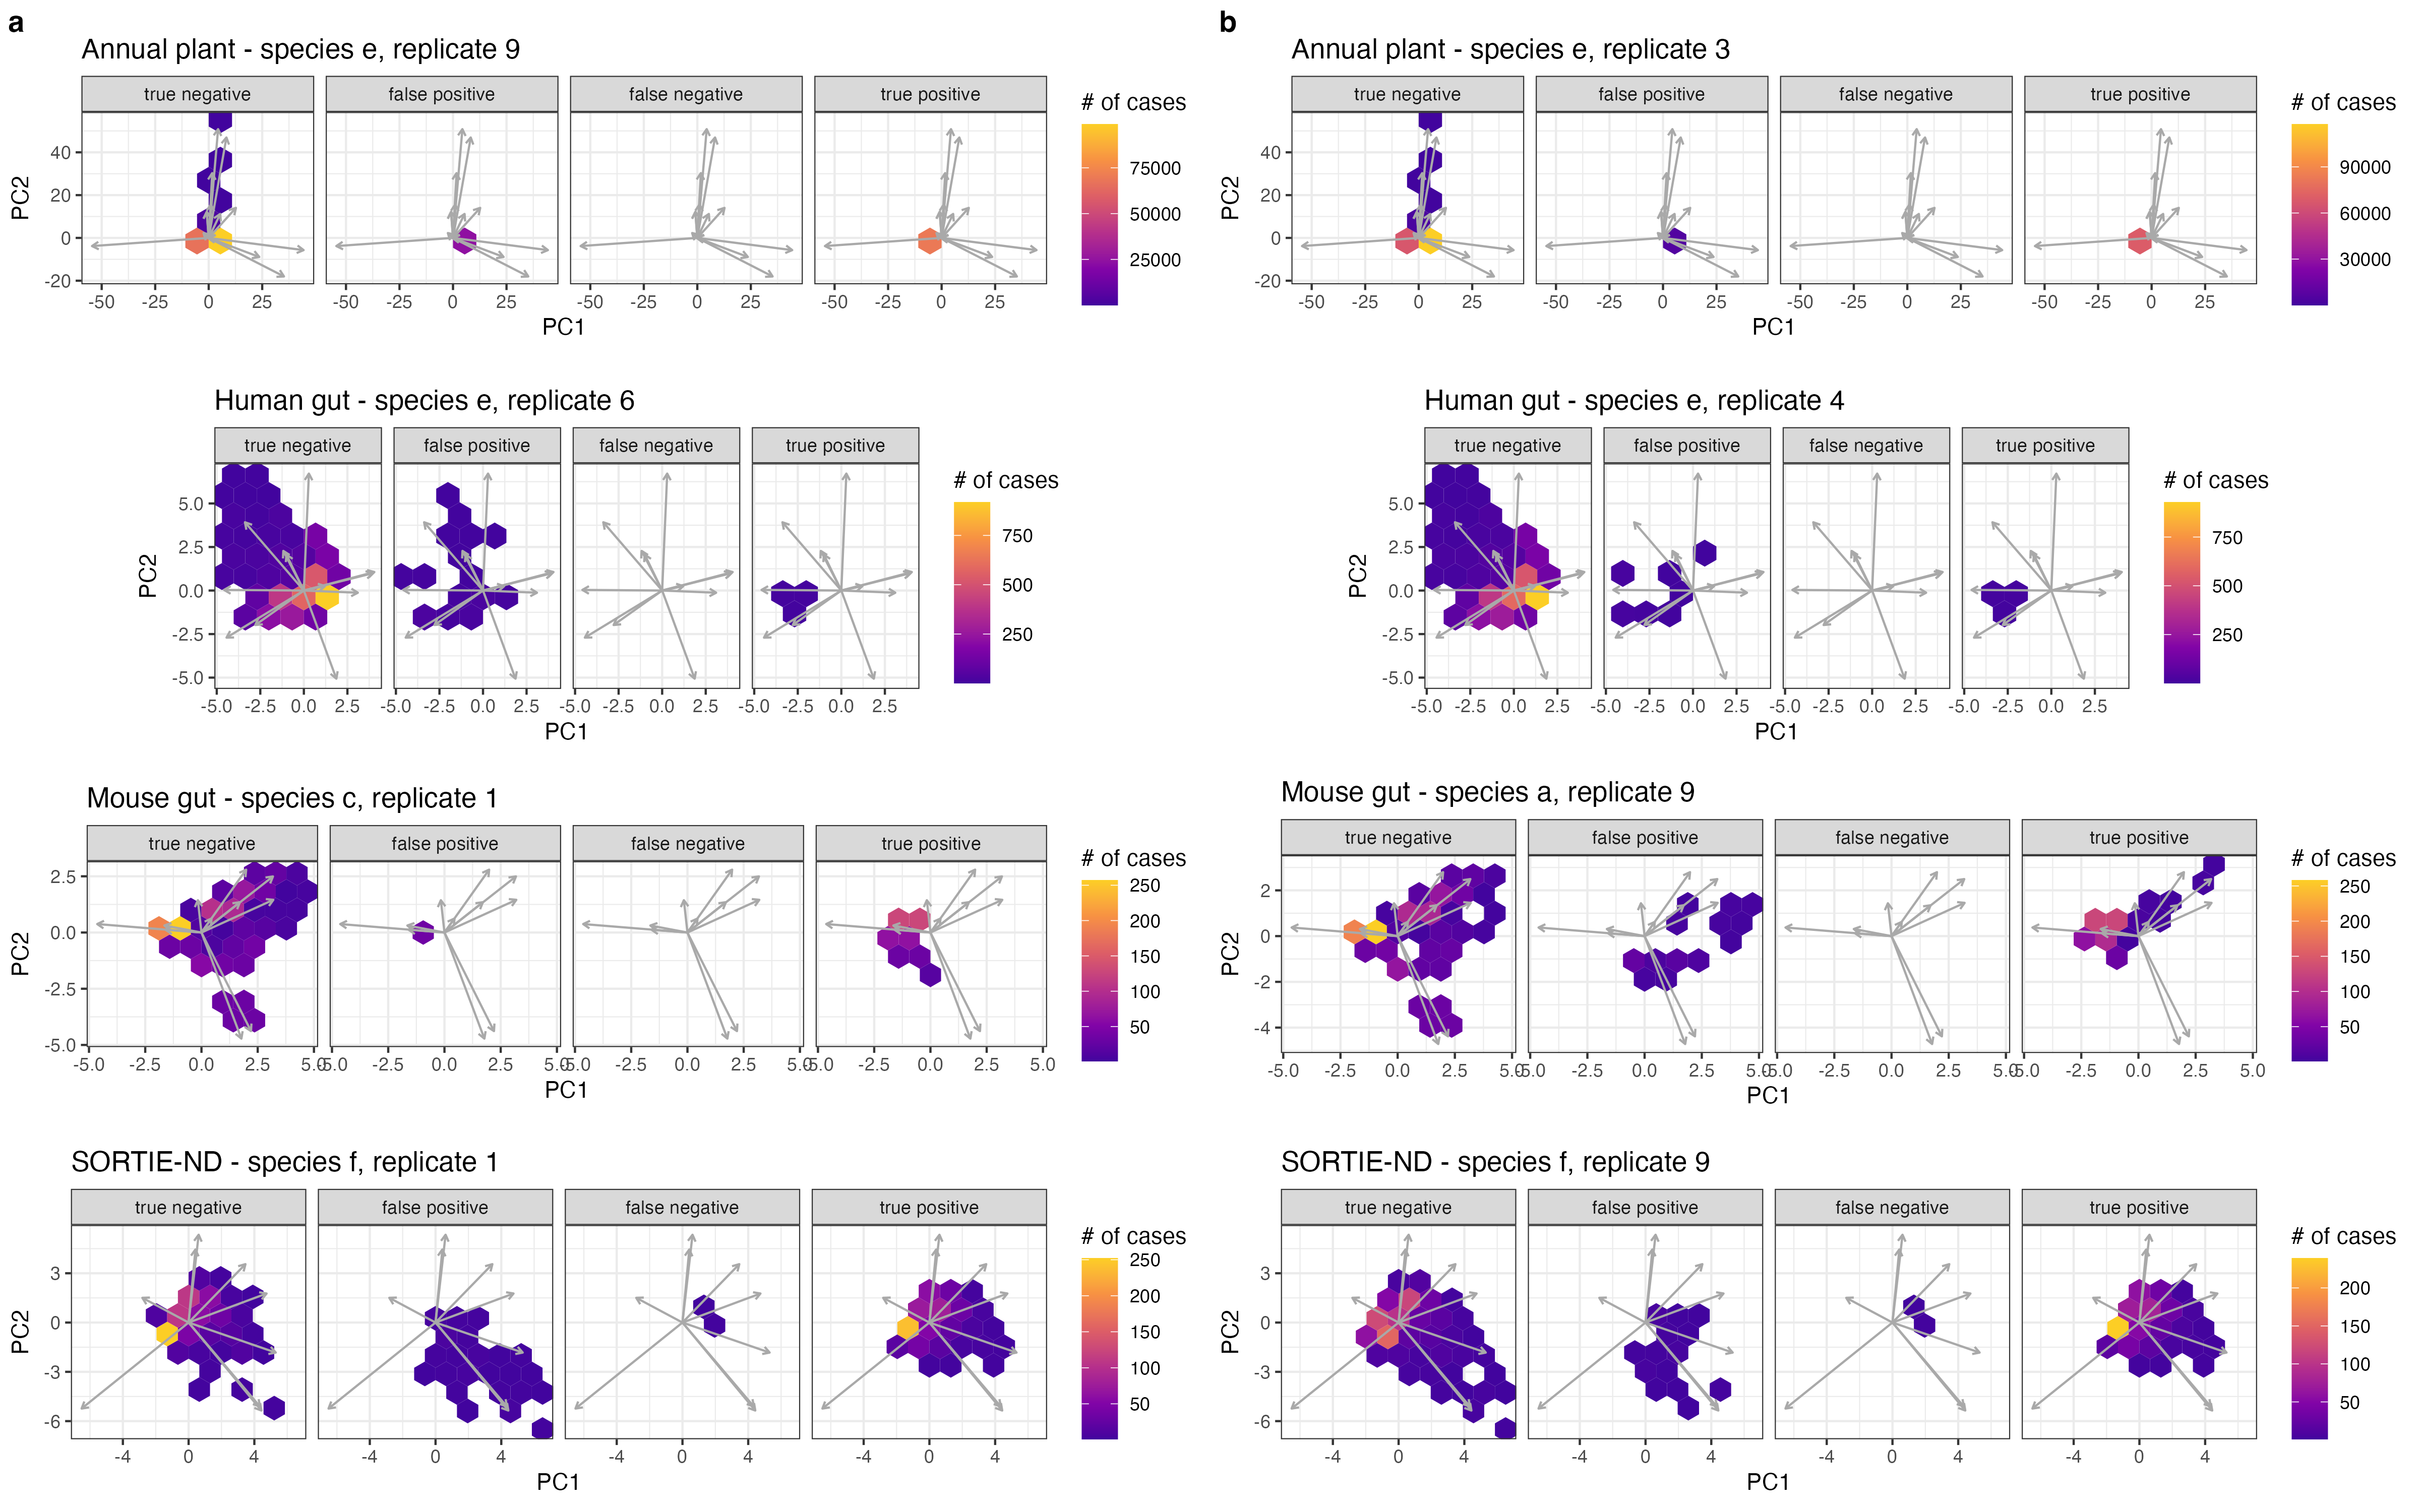 a
Annual plant - species e, replicate 9
true negative false positive false negative true positive
PC2
40
20
0
-20
-50 -25 0 25 -50 -25 0 25 -50 -25 0 25 -50 -25 0 25
PC1
# of cases
75000
50000
25000
Human gut - species e, replicate 6
true negative false positive false negative true positive
PC2
5.0
2.5
0.0
-2.5
-5.0
-5.0 -2.5 0.0 2.5 -5.0 -2.5 0.0 2.5 -5.0 -2.5 0.0 2.5 -5.0 -2.5 0.0 2.5
PC1
# of cases
750
500
250
Mouse gut - species c, replicate 1
true negative false positive false negative true positive
PC2
2.5
0.0
-2.5
-5.0
-5.0 -2.5 0.0 2.5 5.0 -5.0 -2.5 0.0 2.5 5.0 -5.0 -2.5 0.0 2.5 5.0 -5.0 -2.5 0.0 2.5 5.0
PC1
# of cases
250
200
150
100
50
SORTIE-ND - species f, replicate 1
true negative false positive false negative true positive
PC2
3
0
-3
-6
-4 0 4 -4 0 4 -4 0 4 -4 0 4
PC1
# of cases
250
200
150
100
50
b
Annual plant - species e, replicate 3
true negative false positive false negative true positive
PC2
40
20
0
-20
-50 -25 0 25 -50 -25 0 25 -50 -25 0 25 -50 -25 0 25
PC1
# of cases
90000
60000
30000
Human gut - species e, replicate 4
true negative false positive false negative true positive
PC2
5.0
2.5
0.0
-2.5
-5.0
-5.0 -2.5 0.0 2.5 -5.0 -2.5 0.0 2.5 -5.0 -2.5 0.0 2.5 -5.0 -2.5 0.0 2.5
PC1
# of cases
750
500
250
Mouse gut - species a, replicate 9
true negative false positive false negative true positive
PC2
2
0
-2
-4
-5.0 -2.5 0.0 2.5 5.0 -5.0 -2.5 0.0 2.5 5.0 -5.0 -2.5 0.0 2.5 5.0 -5.0 -2.5 0.0 2.5 5.0
PC1
# of cases
250
200
150
100
50
SORTIE-ND - species f, replicate 9
true negative false positive false negative true positive
PC2
3
0
-3
-6
-4 0 4 -4 0 4 -4 0 4 -4 0 4
PC1
# of cases
200
150
100
50